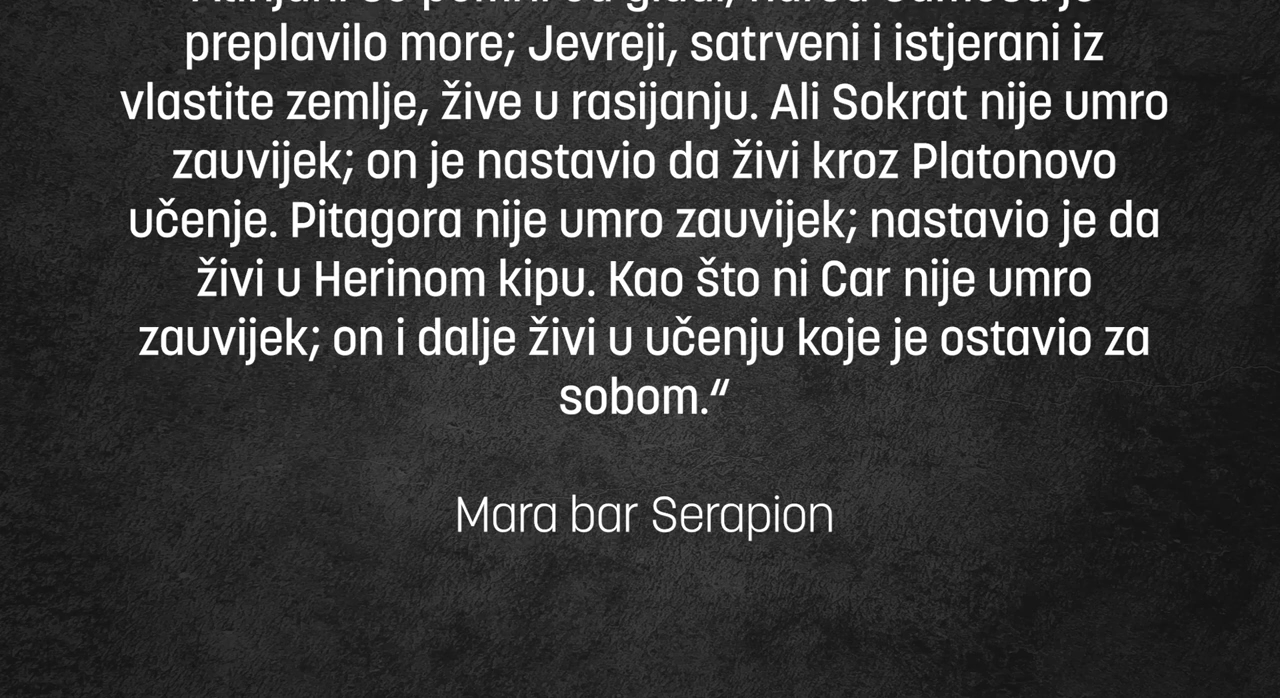 preplavilo more; Jevreji, satrveni i istjerani iz
vlastite zemlje, žive u rasijanju. Ali Sokrat nije umro
zauvijek; on je nastavio da živi kroz Platonovo
učenje. Pitagora nije umro zauvijek; nastavio je da
živi u Herinom kipu. Kao što ni Car nije umro
zauvijek; on i dalje živi u učenju koje je ostavio za
sobom.“
Mara bar Serapion